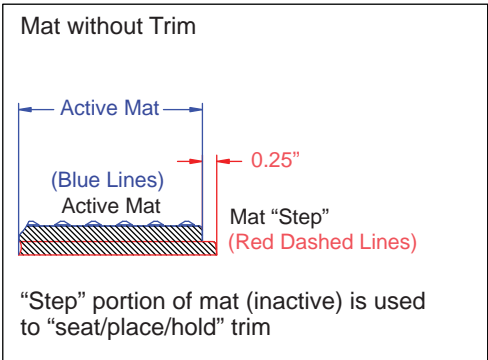 Mat without Trim
Active Mat
0.25”
(Blue Lines)
Active Mat
Mat “Step”
(Red Dashed Lines)
“Step” portion of mat (inactive) is used
to “seat/place/hold” trim